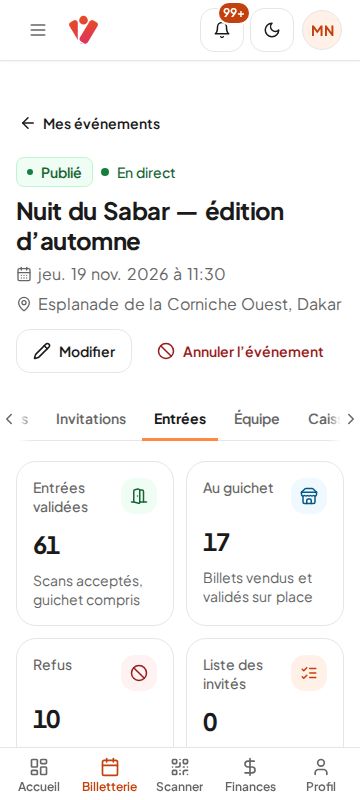 99+
MN
Mes événements
Publié
En direct
Nuit du Sabar — édition
d’automne
jeu. 19 nov. 2026 à 11:30
Esplanade de la Corniche Ouest, Dakar
Modifier
Annuler l’événement
Invitations
Entrées
Équipe
Entrées
validées
61
Scans acceptés,
guichet compris
Au guichet
17
Billets vendus et
validés sur place
Refus
10
Liste des
invités
0
Accueil
Billetterie
Scanner
Finances
Profil